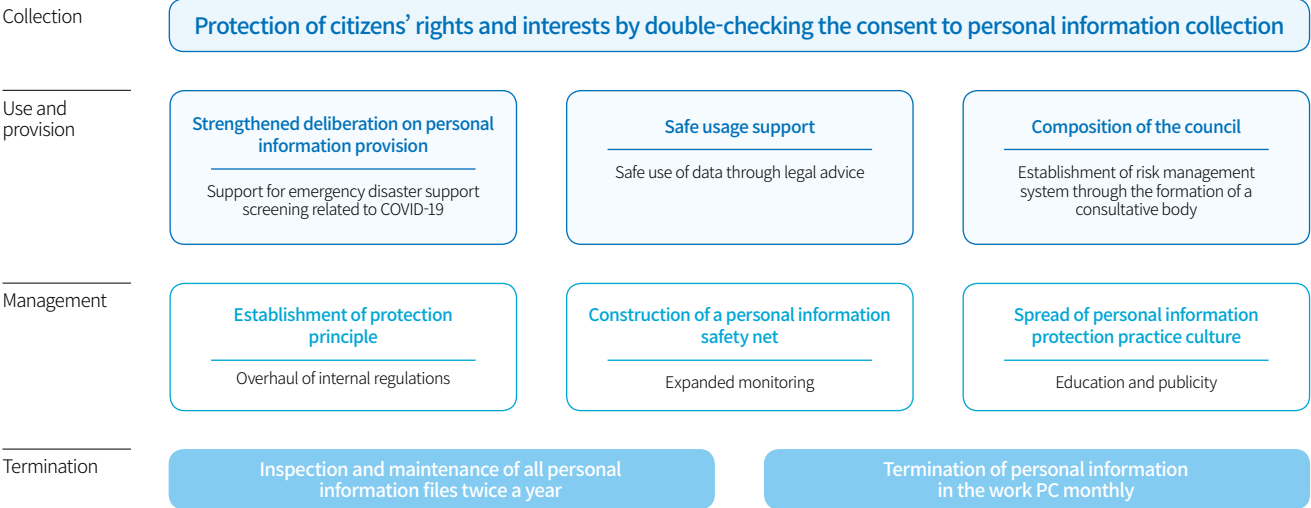 Collection
Protection of citizens’ rights and interests by double-checking the consent to personal information collection
Use and
provision
Strengthened deliberation on personal
information provision
Support for emergency disaster support
screening related to COVID-19
Safe usage support
Safe use of data through legal advice
Composition of the council
Establishment of risk management
system through the formation of a
consultative body
Management
Establishment of protection
principle
Overhaul of internal regulations
Construction of a personal information
safety net
Expanded monitoring
Spread of personal information
protection practice culture
Education and publicity
Termination
Inspection and maintenance of all personal
information files twice a year
Termination of personal information
in the work PC monthly